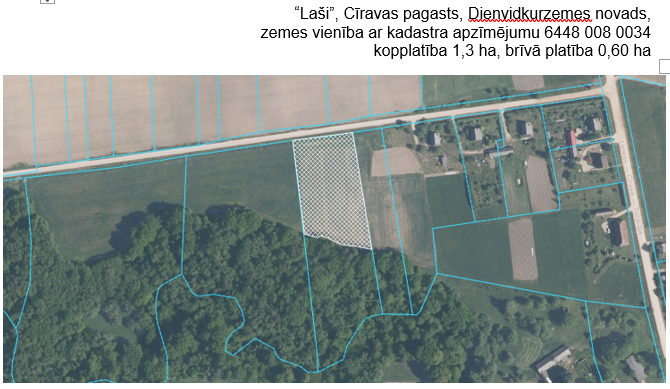 “Laši”, Cīravas pagasts, Dienvidkurzemes novads,
zemes vienība ar kadastra apzīmējumu 6448 008 0034
kopplatība 1,3 ha, brīvā platība 0,60 ha